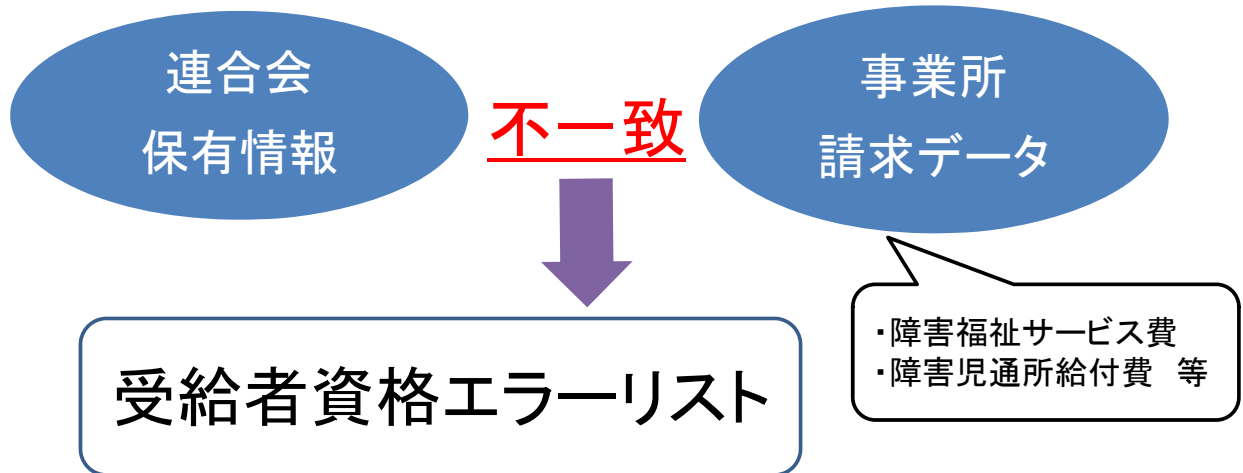 連合会
保有情報
不一致
事業所
請求データ
・障害福祉サービス費
・障害児通所給付費　等
受給者資格エラーリスト